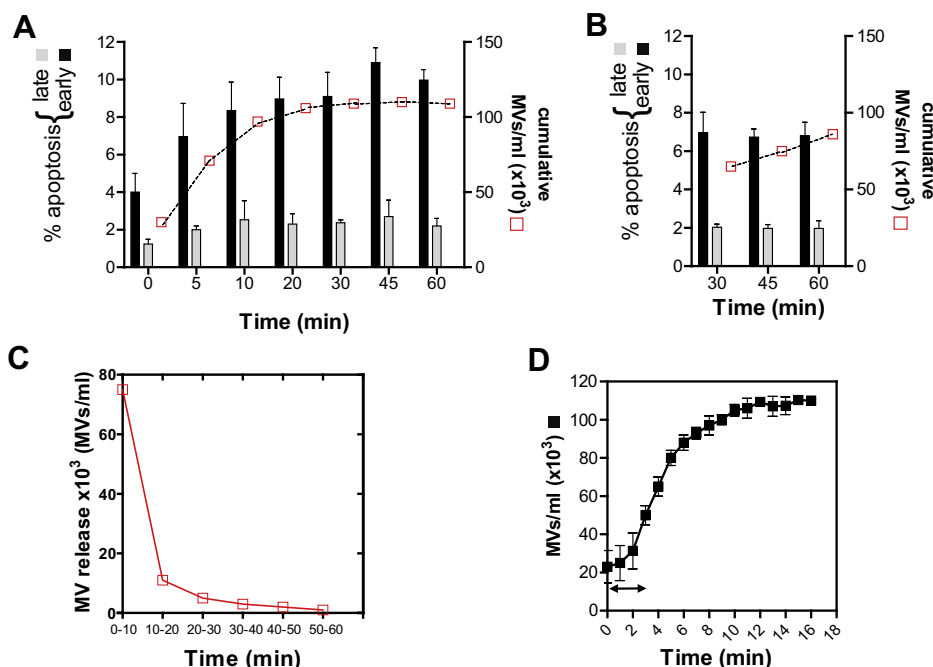 A
% apoptosis { late early
12
10
8
6
4
2
0
150
100
50
0
cumulative
MVs/ml (x10³)
0 5 10 20 30 45 60
Time (min)
B
% apoptosis { late early
12
10
8
6
4
2
0
150
100
50
0
cumulative
MVs/ml (x10³)
30 45 60
Time (min)
C
MV release x10³ (MVs/ml)
80
60
40
20
0
0-10 10-20 20-30 30-40 40-50 50-60
Time (min)
D
MVs/ml (x10³)
120
100
80
60
40
20
0
0 2 4 6 8 10 12 14 16 18
Time (min)